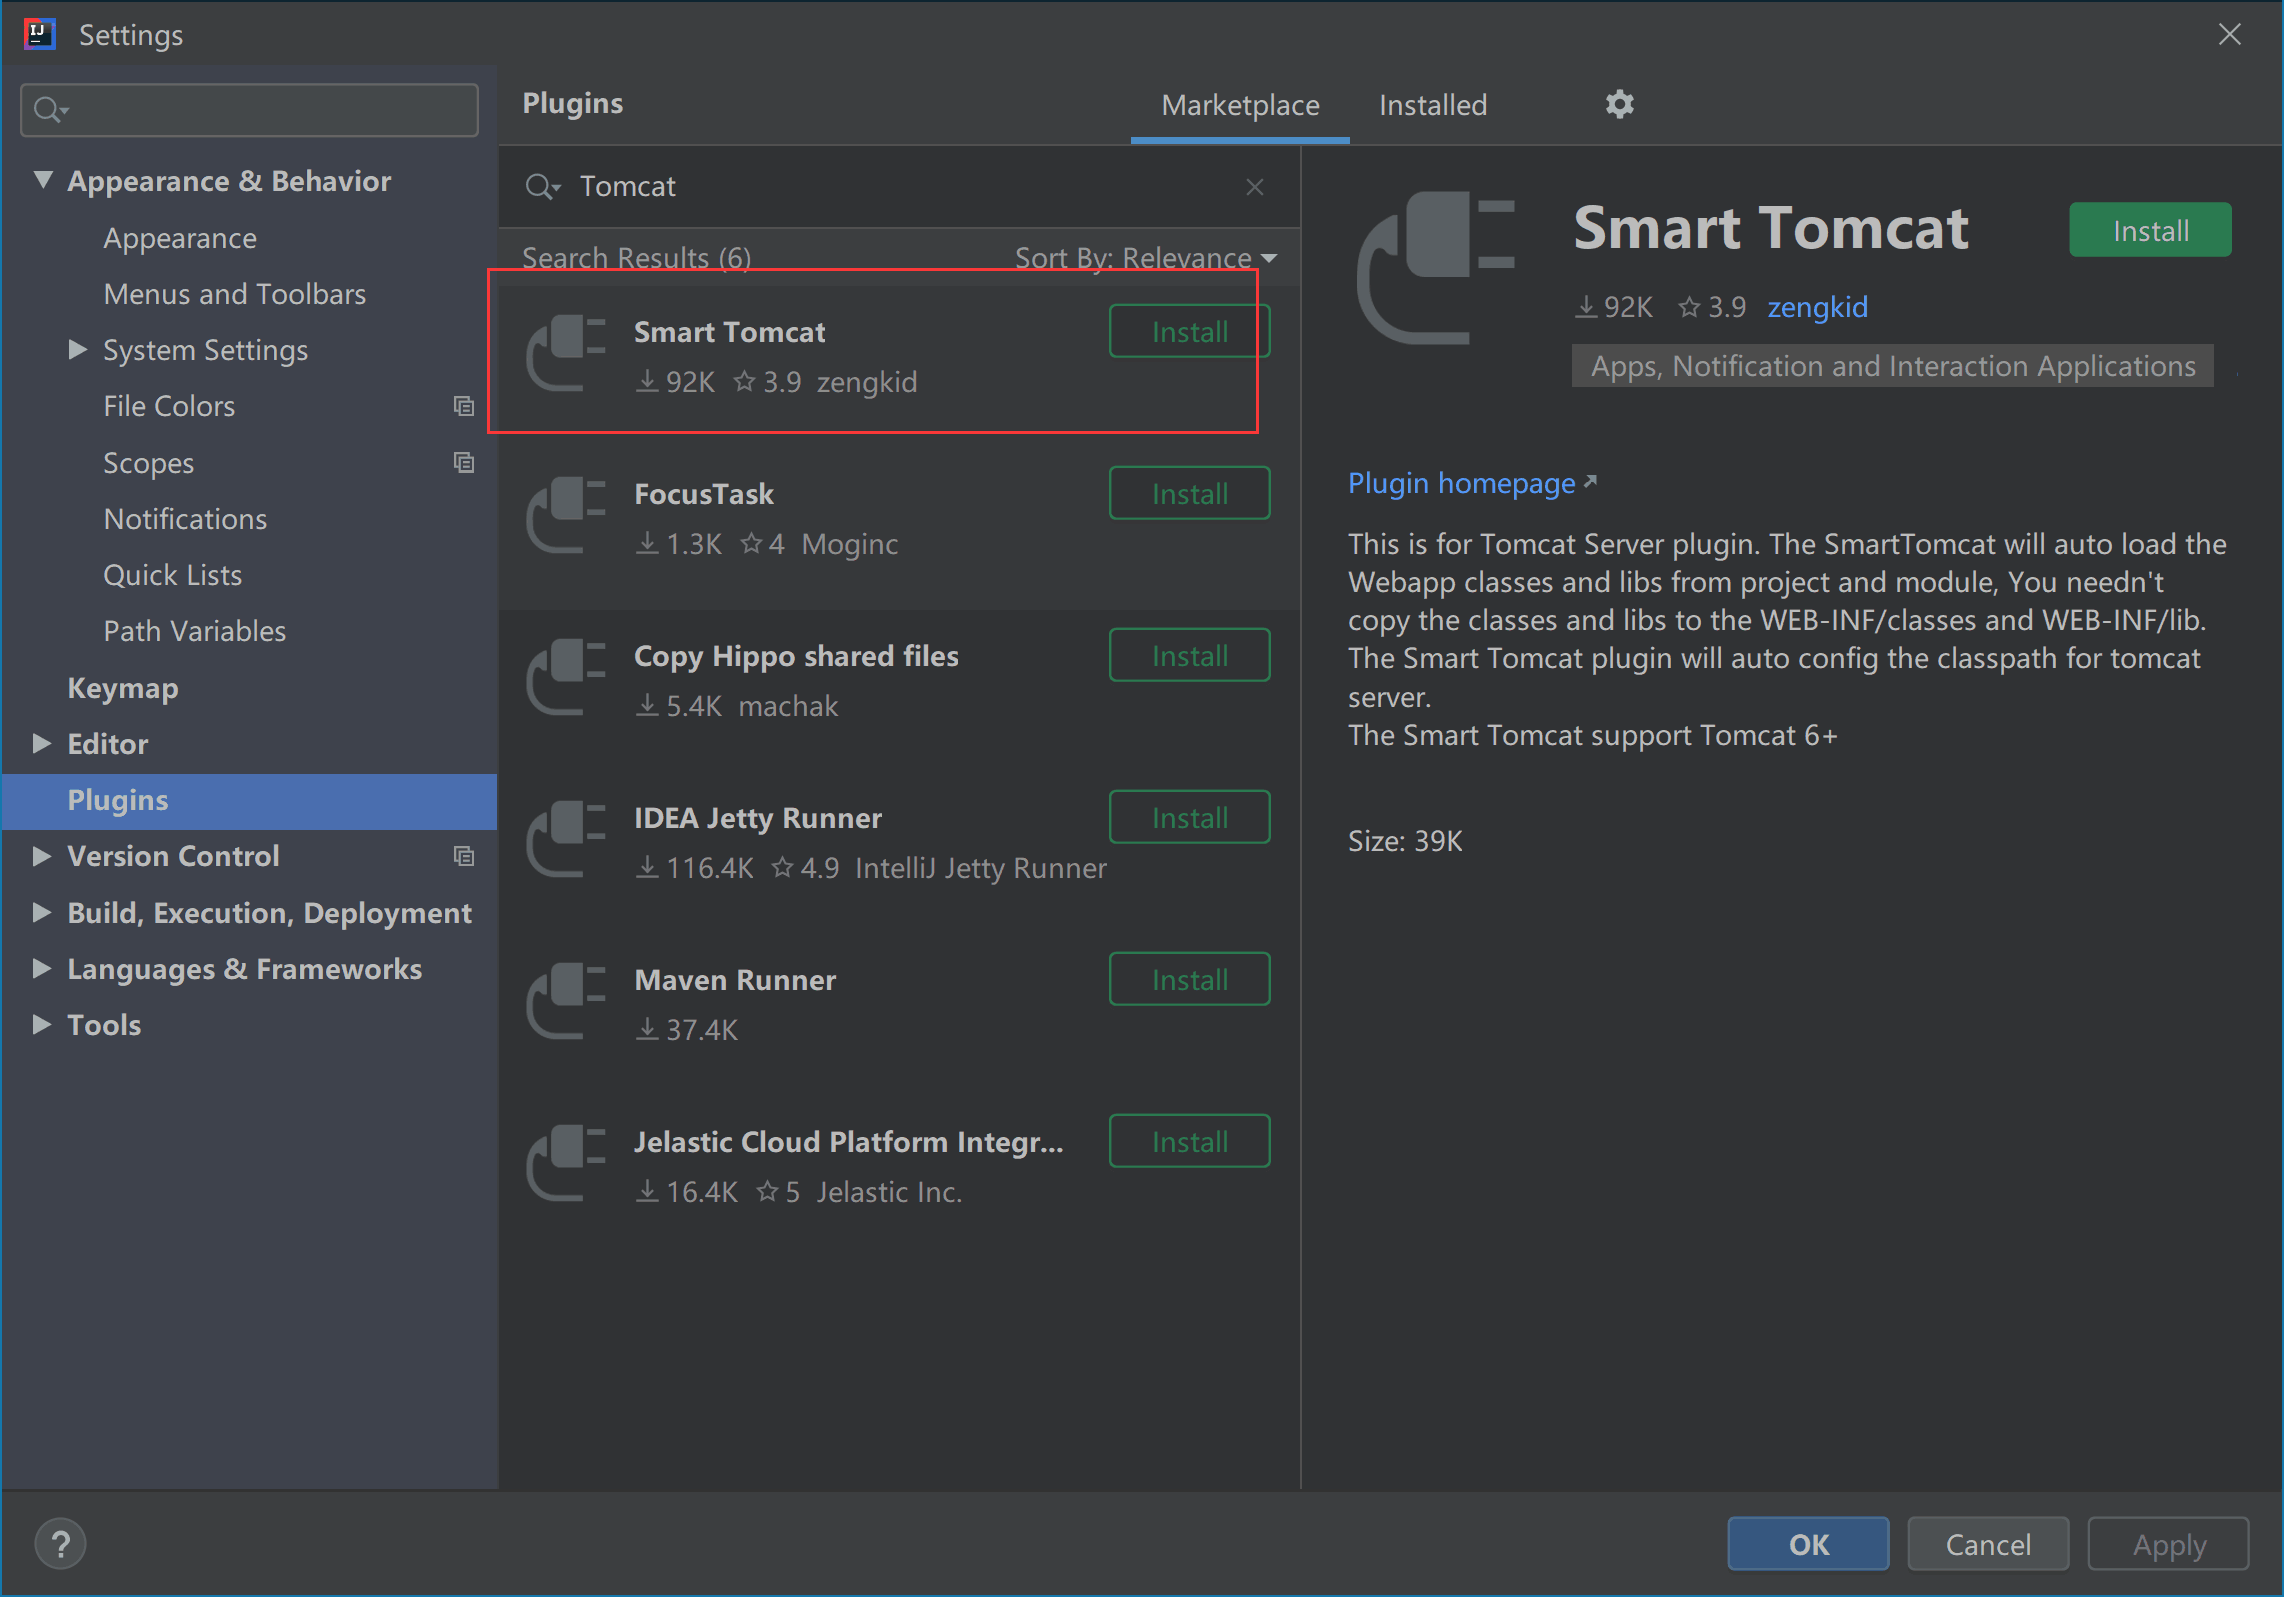 IJ
Settings
Appearance & Behavior
Appearance
Menus and Toolbars
System Settings
File Colors
Scopes
Notifications
Quick Lists
Path Variables
Keymap
Editor
Plugins
Version Control
Build, Execution, Deployment
Languages & Frameworks
Tools
Plugins
Marketplace
Installed
Tomcat
Search Results (6)
Sort By: Relevance
Smart Tomcat
Install
92K 3.9 zengkid
FocusTask
Install
1.3K 4 Moginc
Copy Hippo shared files
Install
5.4K machak
IDEA Jetty Runner
Install
116.4K 4.9 IntelliJ Jetty Runner
Maven Runner
Install
37.4K
Jelastic Cloud Platform Integr...
Install
16.4K 5 Jelastic Inc.
Smart Tomcat
Install
92K 3.9 zengkid
Apps, Notification and Interaction Applications
Plugin homepage
This is for Tomcat Server plugin. The SmartTomcat will auto load the
Webapp classes and libs from project and module, You needn't
copy the classes and libs to the WEB-INF/classes and WEB-INF/lib.
The Smart Tomcat plugin will auto config the classpath for tomcat
server.
The Smart Tomcat support Tomcat 6+
Size: 39K
?
OK
Cancel
Apply